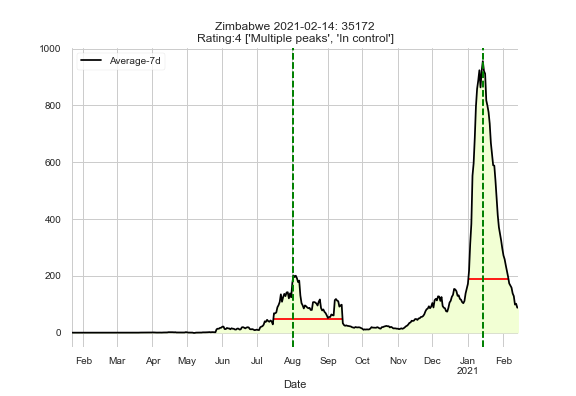 Zimbabwe 2021-02-14: 35172
Rating:4 ['Multiple peaks', 'In control']
1000
Average-7d
800
600
400
200
0
Feb Mar Apr May Jun Jul Aug Sep Oct Nov Dec Jan Feb
2021
Date